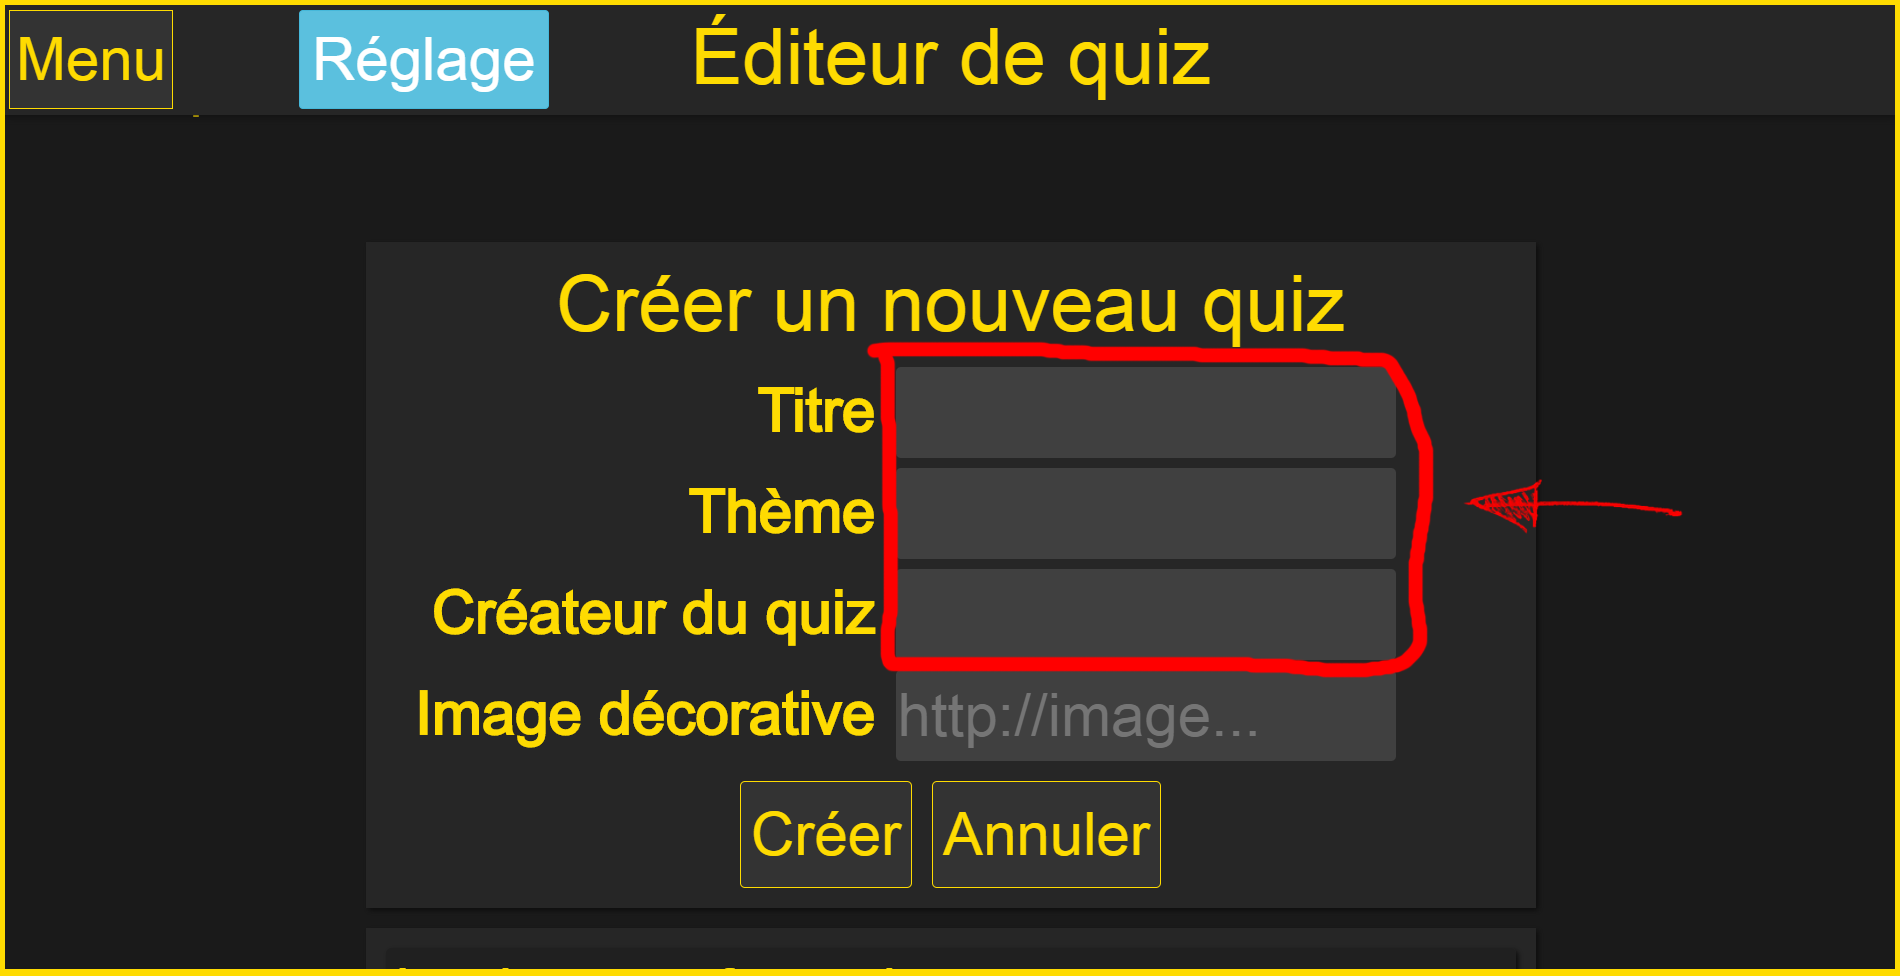 Menu Réglage Éditeur de quiz
Créer un nouveau quiz
Titre
Thème
Créateur du quiz
Image décorative http://image...
Créer Annuler